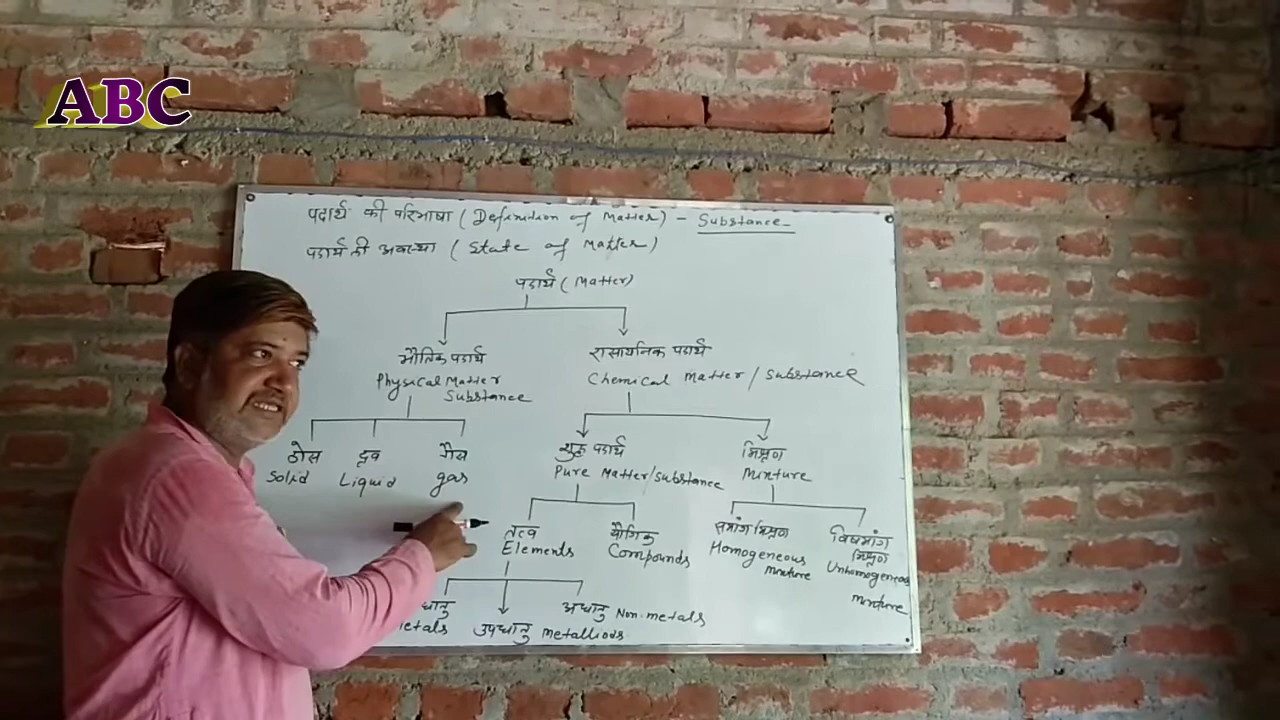 ABC
पदार्थ की परिभाषा ( Definition of Matter) - Substance
पदार्थ की अवस्था ( State of Matter)
पदार्थ ( Matter)
भौतिक पदार्थ
Physical Matter
Substance
रासायनिक पदार्थ
Chemical Matter / Substance
ठोस द्रव गैस
Solid Liquid gas
शुद्ध पदार्थ
Pure Matter/Substance
मिश्रण
Mixture
तत्व
Elements
यौगिक
Compounds
समांग मिश्रण
Homogeneous
mixture
विषमांग
मिश्रण
Unhomogeneous
mixture
धातु
etals
उपधातु metalliods
अधातु Non-metals